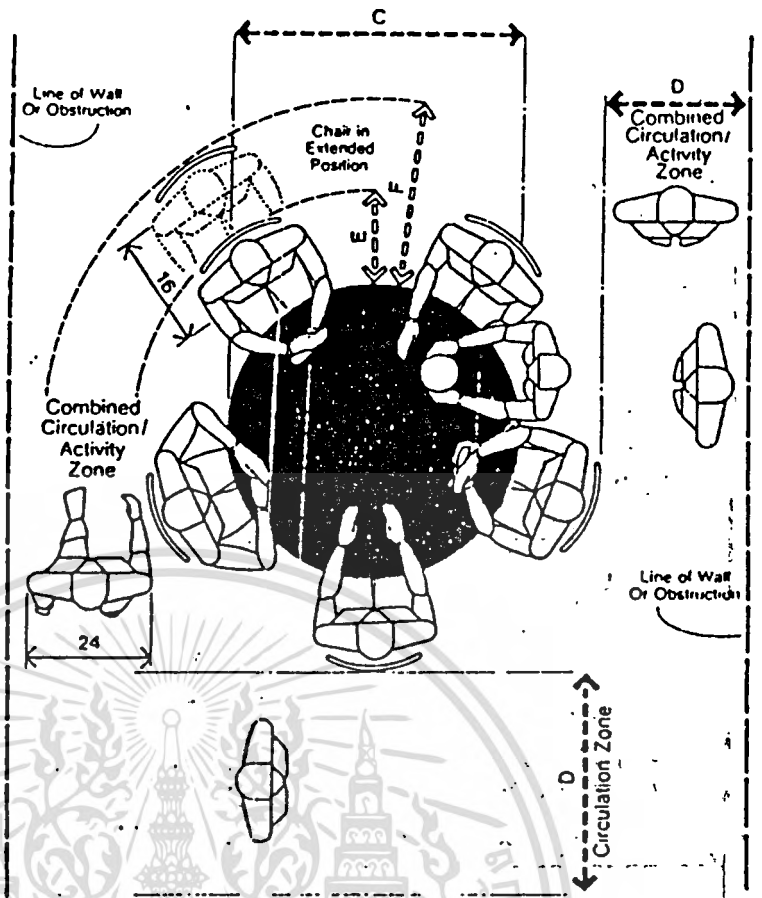 C
Line of Wall
Or Obstruction
D
Combined
Circulation/
Activity
Zone
Chair in
Extended
Position
F
E
16
Combined
Circulation/
Activity
Zone
24
Line of Wall
Or Obstruction
D
Circulation Zone